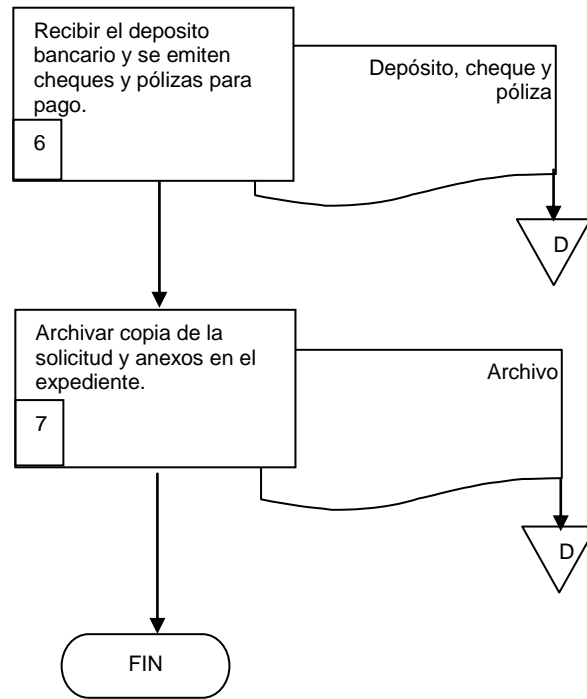 Recibir el deposito
bancario y se emiten
cheques y pólizas para
pago.
6
Depósito, cheque y
póliza
D
Archivar copia de la
solicitud y anexos en el
expediente.
7
Archivo
D
FIN